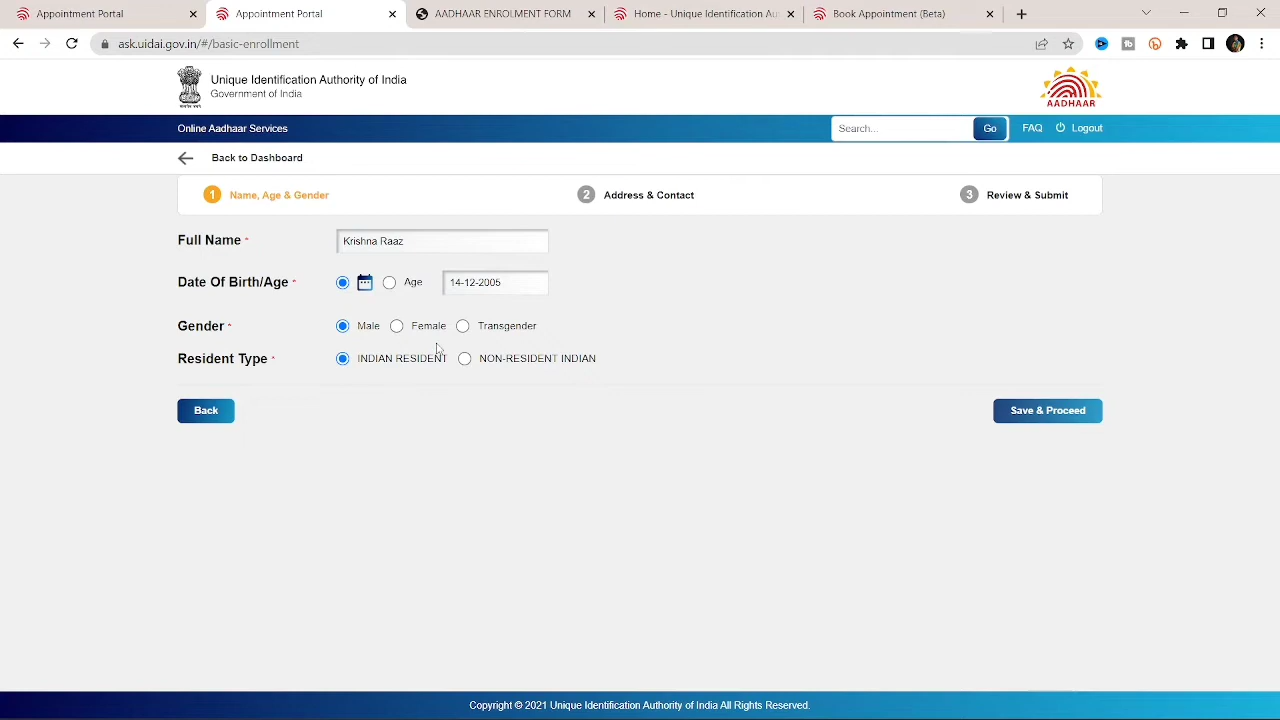 Appointment Portal
Appointment Portal
AADHAAR ENROLMENT FORM
Home - Unique Identification Au
Book Appointment (Beta)
ask.uidai.gov.in/#/basic-enrollment
Unique Identification Authority of India
Government of India
AADHAAR
Online Aadhaar Services
Search...
Go
FAQ
Logout
Back to Dashboard
1 Name, Age & Gender
2 Address & Contact
3 Review & Submit
Full Name *
Krishna Raaz
Date Of Birth/Age *
Age
14-12-2005
Gender *
Male
Female
Transgender
Resident Type *
INDIAN RESIDENT
NON-RESIDENT INDIAN
Back
Save & Proceed
Copyright © 2021 Unique Identification Authority of India All Rights Reserved.